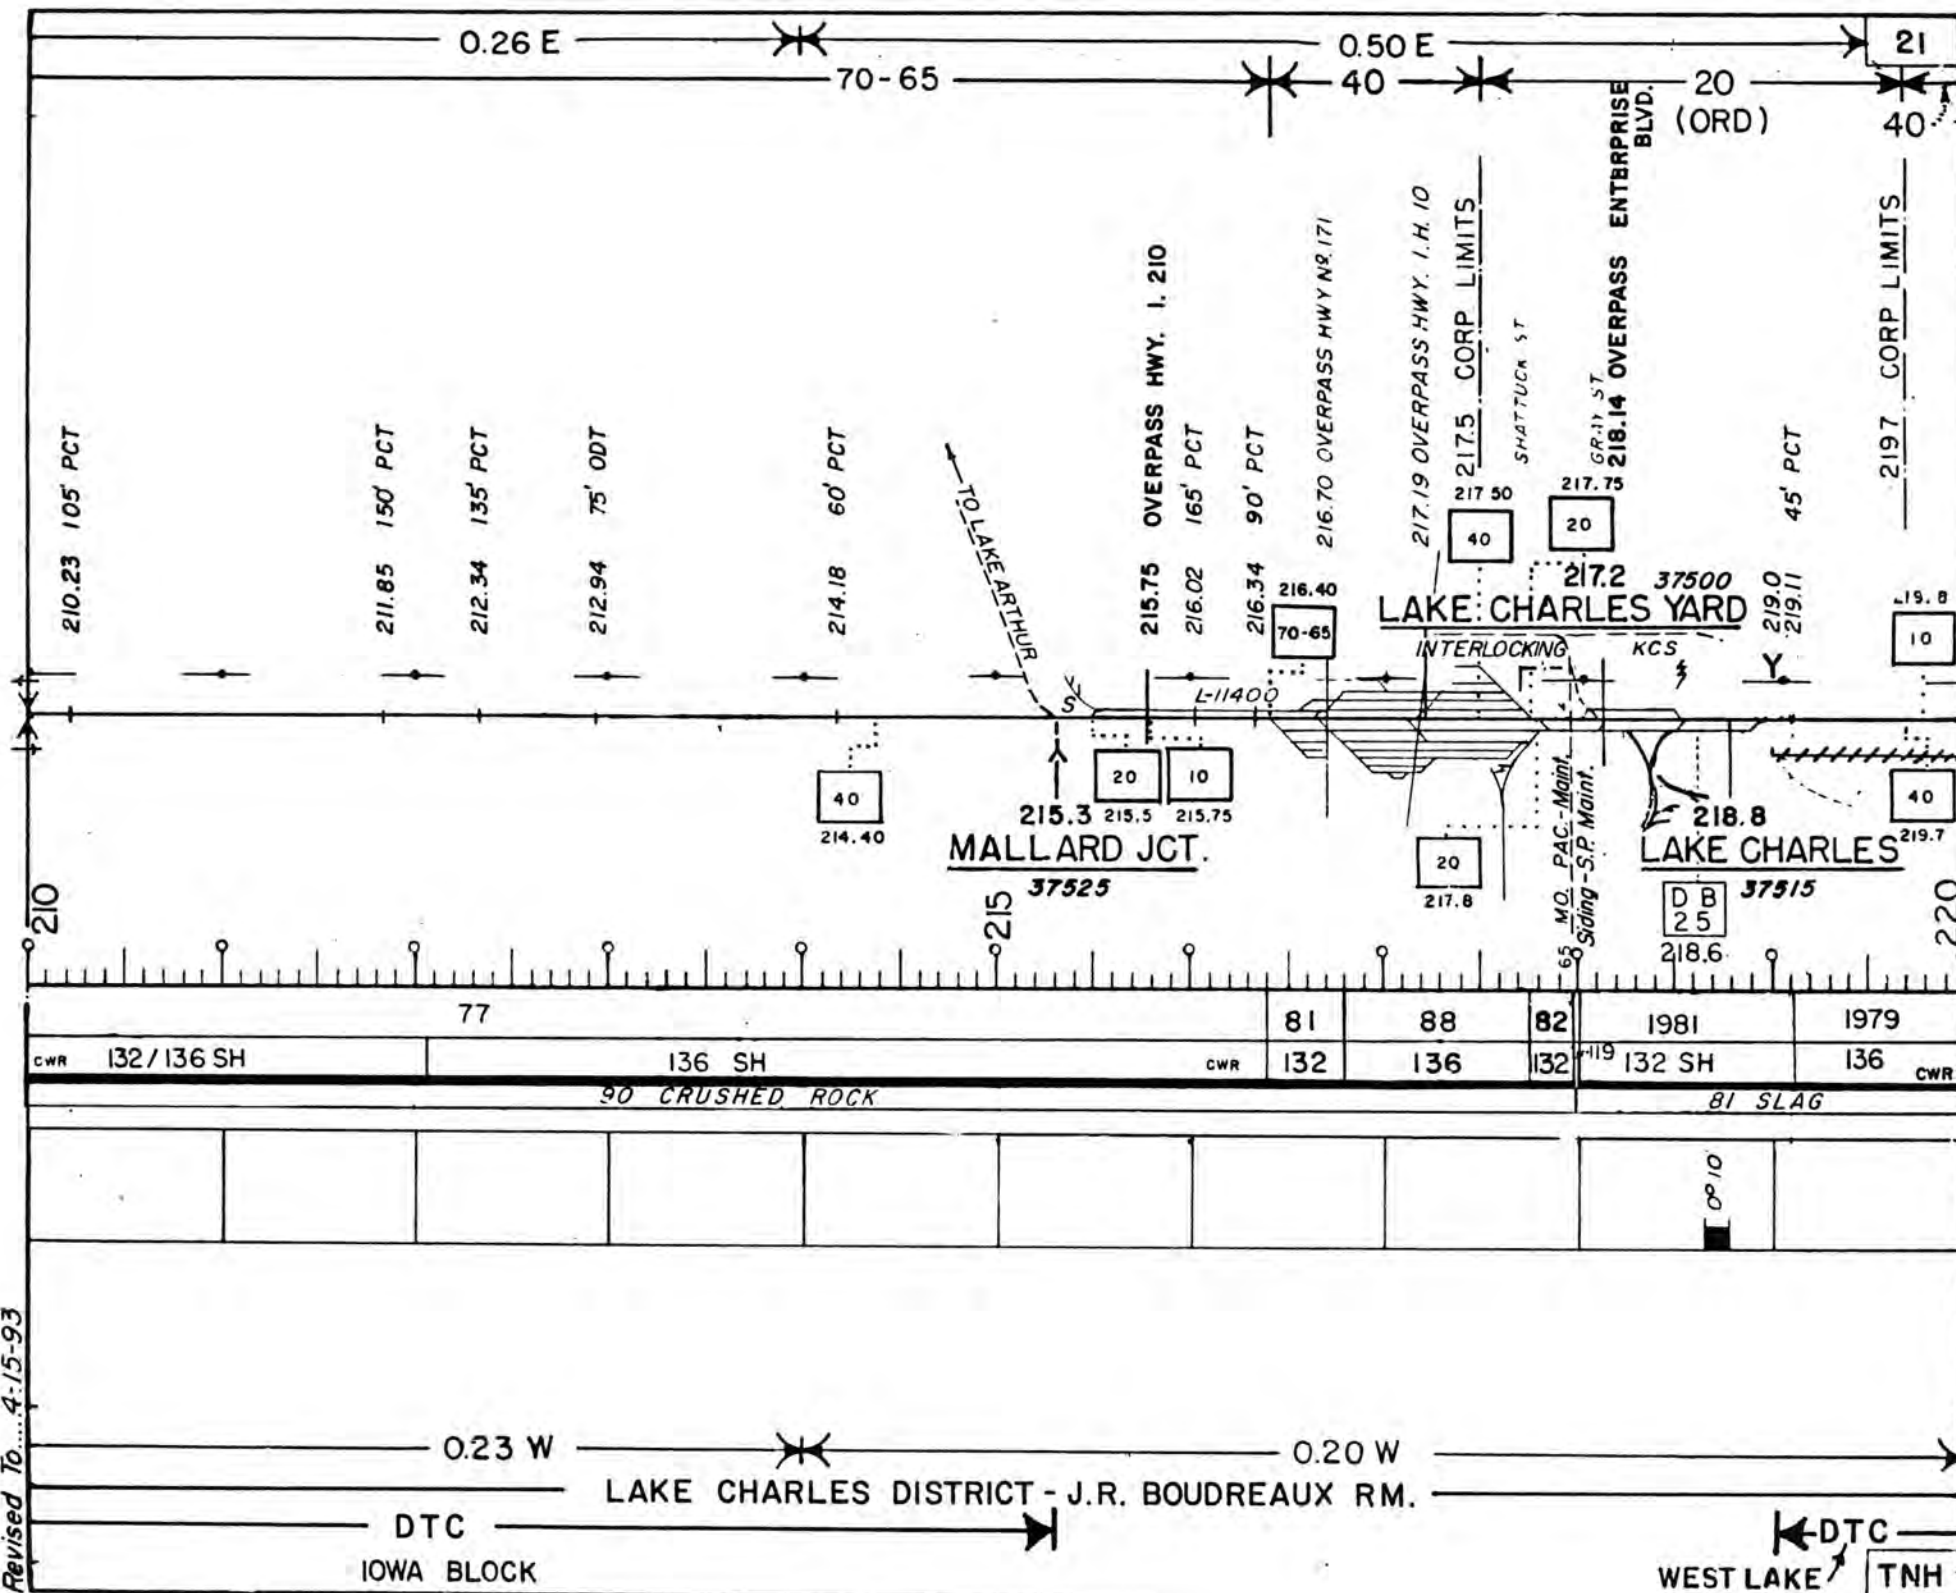 0.26 E
0.50 E
21
70-65
40
20
(ORD)
40
210.23 105' PCT
211.85 150' PCT
212.34 135' PCT
212.94 75' ODT
214.18 60' PCT
TO LAKE ARTHUR
215.75 OVERPASS HWY. I. 210
216.02 165' PCT
216.34 90' PCT
216.70 OVERPASS HWY Nº 171
217.19 OVERPASS HWY. I.H. 10
217.5 CORP LIMITS
SHATTUCK ST
GRAY ST.
218.14 OVERPASS ENTBRPRISE BLVD.
219.0
219.11 45' PCT
2197 CORP LIMITS
216.40
70-65
217 50
40
217.75
20
19.8
10
217.2 37500
LAKE CHARLES YARD
INTERLOCKING KCS
Y
S
L-11400
40
214.40
20
215.5
10
215.75
215.3
MALLARD JCT.
37525
20
217.8
MO. PAC.-Maint.
Siding-S.P. Maint.
218.8
LAKE CHARLES
37515
D B
25
218.6
40
219.7
210
215
65
220
77
81
88
82
1981
1979
CWR 132/136 SH
136 SH
CWR
132
136
132
119
132 SH
136
CWR
90 CRUSHED ROCK
81 SLAG
0º10'
Revised To.....4-15-93
0.23 W
0.20 W
LAKE CHARLES DISTRICT - J.R. BOUDREAUX RM.
DTC
DTC
IOWA BLOCK
WEST LAKE
TNH